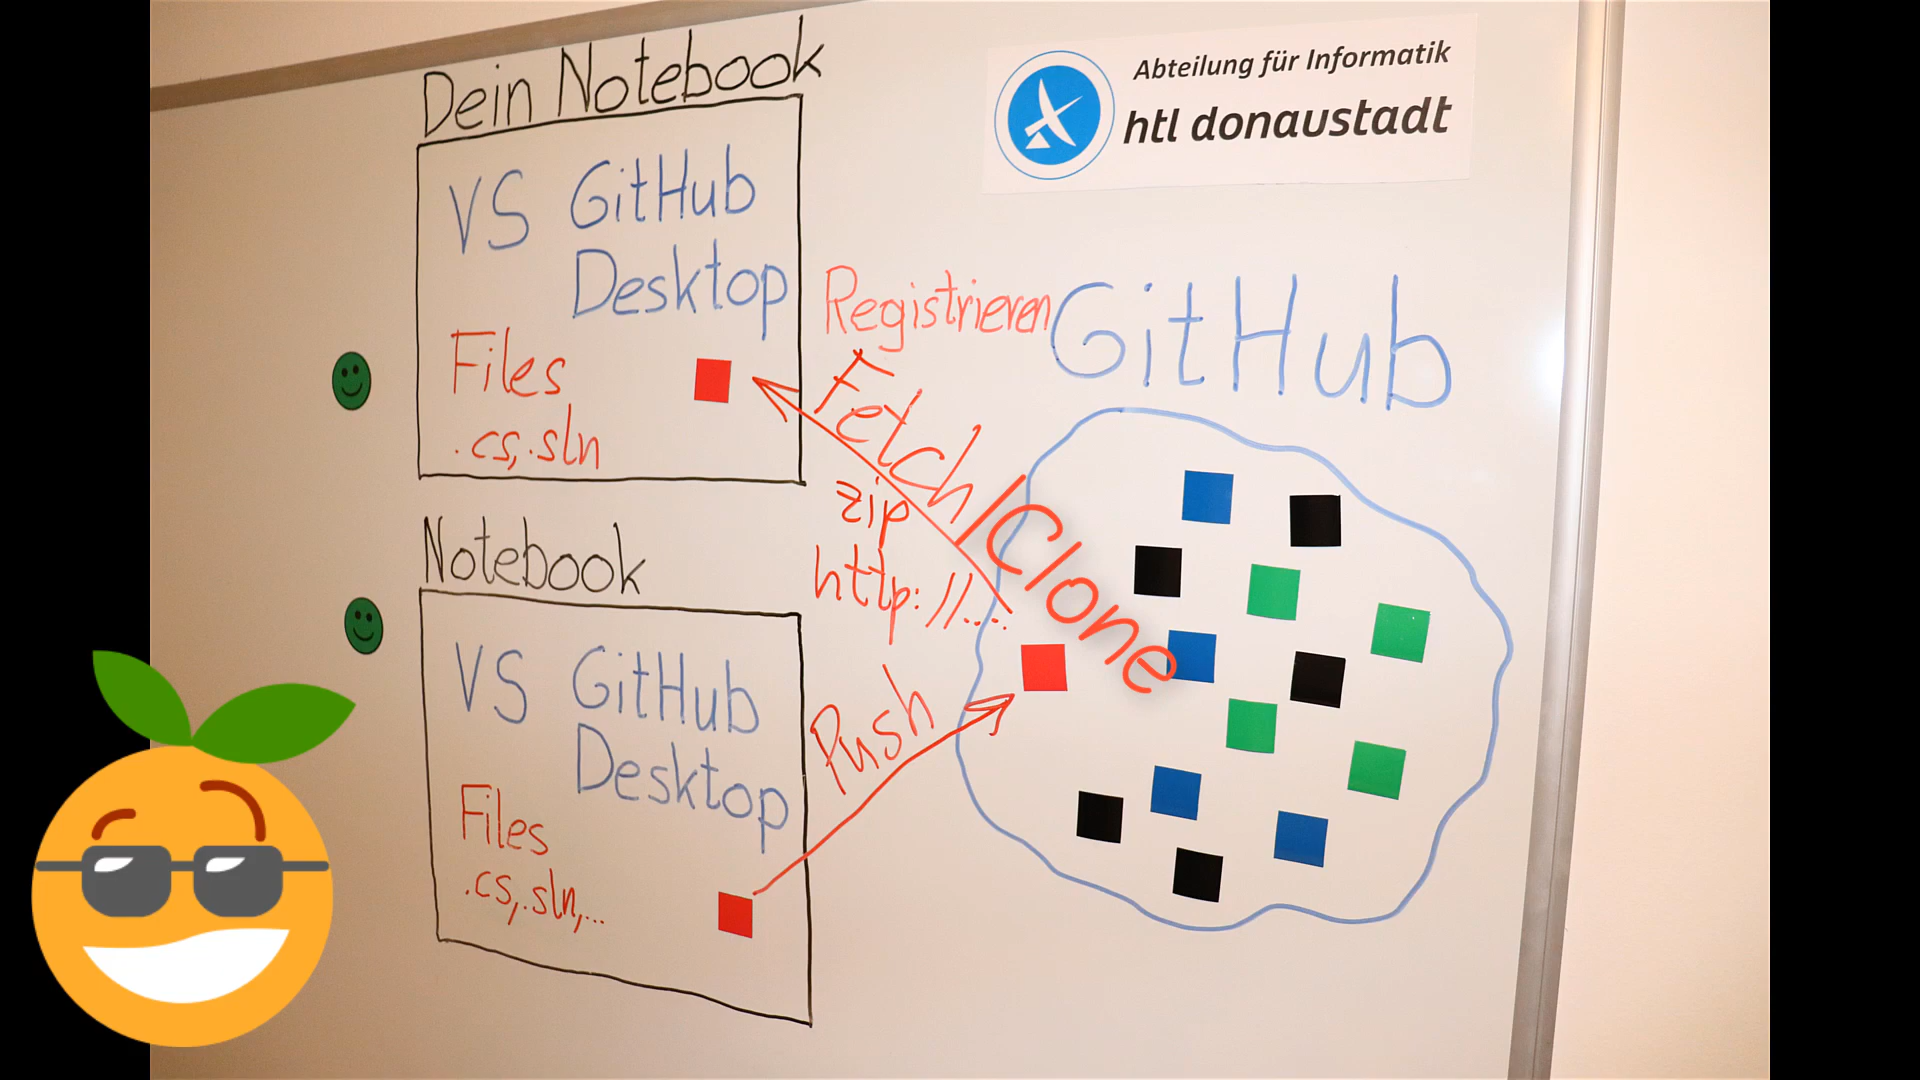 Dein Notebook
VS GitHub
Desktop
Files
.cs,.sln
Notebook
VS GitHub
Desktop
Files
.cs,.sln,...
Registrieren
Fetch/Clone
zip
http://....
Push
Abteilung für Informatik
htl donaustadt
GitHub